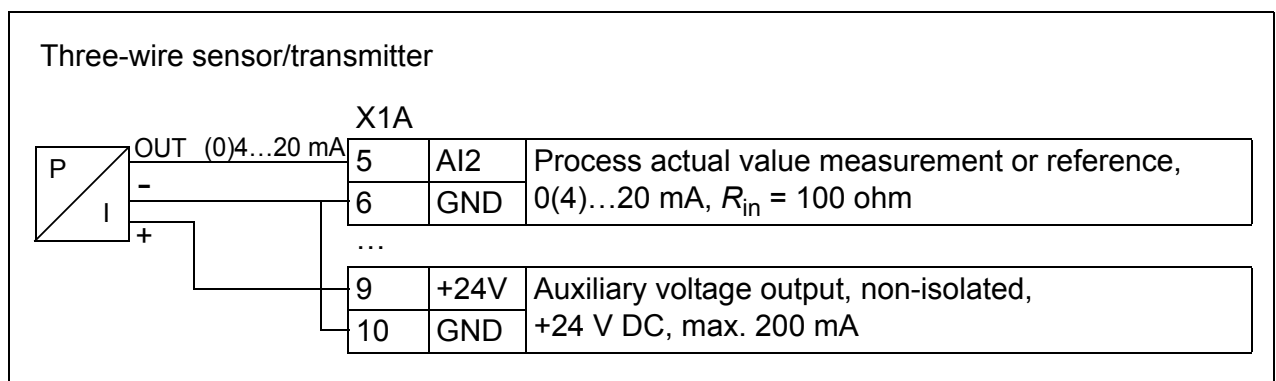 Three-wire sensor/transmitter
X1A
P
I
OUT (0)4…20 mA
-
+
5 AI2 Process actual value measurement or reference,
6 GND 0(4)…20 mA, Rin = 100 ohm
…
9 +24V Auxiliary voltage output, non-isolated,
10 GND +24 V DC, max. 200 mA